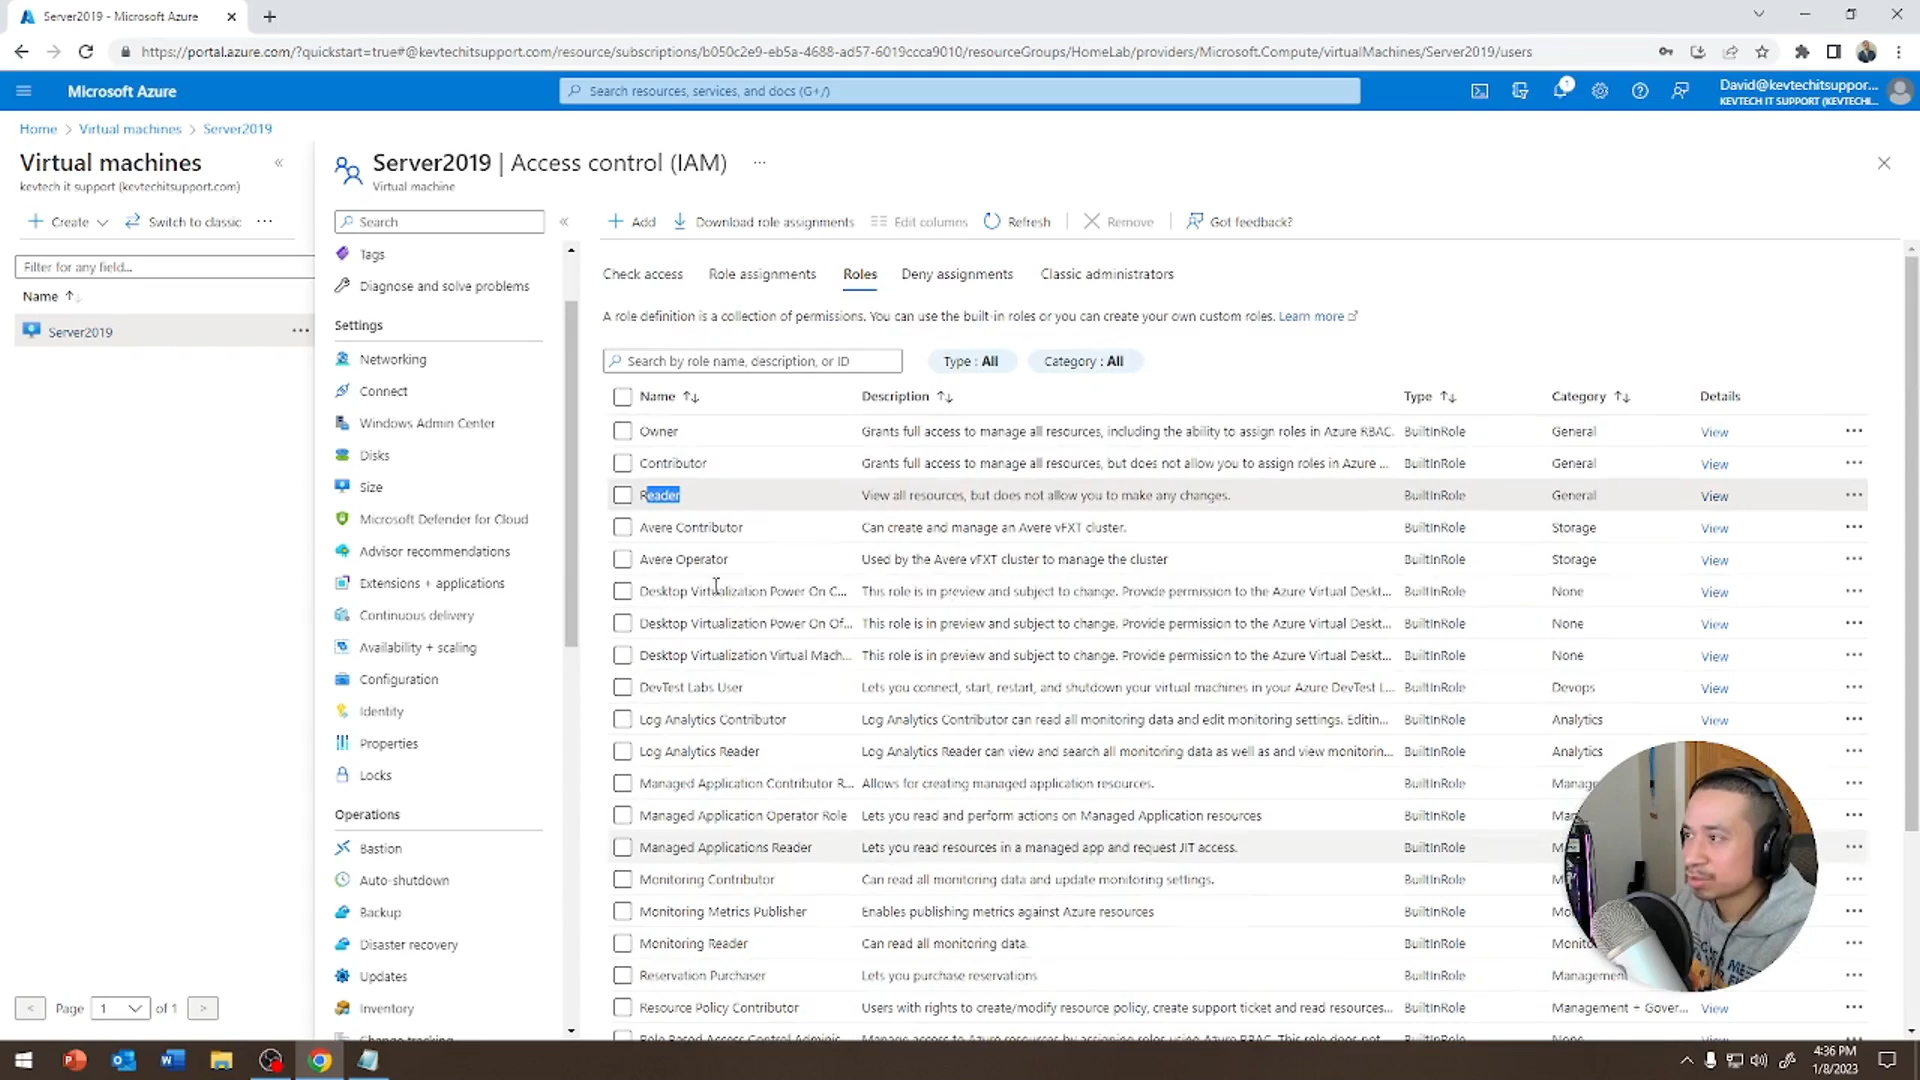 Server2019 - Microsoft Azure
https://portal.azure.com/?quickstart=true#@kevtechitsupport.com/resource/subscriptions/b050c2e9-eb5a-4688-ad57-6019ccca9010/resourceGroups/HomeLab/providers/Microsoft.Compute/virtualMachines/Server2019/users
Microsoft Azure
Search resources, services, and docs (G+/)
David@kevtechitsuppor...
KEVTECH IT SUPPORT (KEVTECHI...
Home > Virtual machines > Server2019
Virtual machines
kevtech it support (kevtechitsupport.com)
Create
Switch to classic
Filter for any field...
Name
Server2019
Page 1 of 1
Server2019 | Access control (IAM)
Virtual machine
Search
Tags
Diagnose and solve problems
Settings
Networking
Connect
Windows Admin Center
Disks
Size
Microsoft Defender for Cloud
Advisor recommendations
Extensions + applications
Continuous delivery
Availability + scaling
Configuration
Identity
Properties
Locks
Operations
Bastion
Auto-shutdown
Backup
Disaster recovery
Updates
Inventory
Change tracking
Add Download role assignments Edit columns Refresh Remove Got feedback?
Check access Role assignments Roles Deny assignments Classic administrators
A role definition is a collection of permissions. You can use the built-in roles or you can create your own custom roles. Learn more
Search by role name, description, or ID Type : All Category : All
Name Description Type Category Details
Owner Grants full access to manage all resources, including the ability to assign roles in Azure RBAC. BuiltInRole General View
Contributor Grants full access to manage all resources, but does not allow you to assign roles in Azure ... BuiltInRole General View
Reader View all resources, but does not allow you to make any changes. BuiltInRole General View
Avere Contributor Can create and manage an Avere vFXT cluster. BuiltInRole Storage View
Avere Operator Used by the Avere vFXT cluster to manage the cluster BuiltInRole Storage View
Desktop Virtualization Power On C... This role is in preview and subject to change. Provide permission to the Azure Virtual Deskt... BuiltInRole None View
Desktop Virtualization Power On Of... This role is in preview and subject to change. Provide permission to the Azure Virtual Deskt... BuiltInRole None View
Desktop Virtualization Virtual Mach... This role is in preview and subject to change. Provide permission to the Azure Virtual Deskt... BuiltInRole None View
DevTest Labs User Lets you connect, start, restart, and shutdown your virtual machines in your Azure DevTest L... BuiltInRole Devops View
Log Analytics Contributor Log Analytics Contributor can read all monitoring data and edit monitoring settings. Editin... BuiltInRole Analytics View
Log Analytics Reader Log Analytics Reader can view and search all monitoring data as well as and view monitorin... BuiltInRole Analytics
Managed Application Contributor R... Allows for creating managed application resources. BuiltInRole Manag
Managed Application Operator Role Lets you read and perform actions on Managed Application resources BuiltInRole
Managed Applications Reader Lets you read resources in a managed app and request JIT access. BuiltInRole
Monitoring Contributor Can read all monitoring data and update monitoring settings. BuiltInRole
Monitoring Metrics Publisher Enables publishing metrics against Azure resources BuiltInRole
Monitoring Reader Can read all monitoring data. BuiltInRole Monito
Reservation Purchaser Lets you purchase reservations BuiltInRole Managemen
Resource Policy Contributor Users with rights to create/modify resource policy, create support ticket and read resources... BuiltInRole Management + Gover... View
4:36 PM
1/8/2023